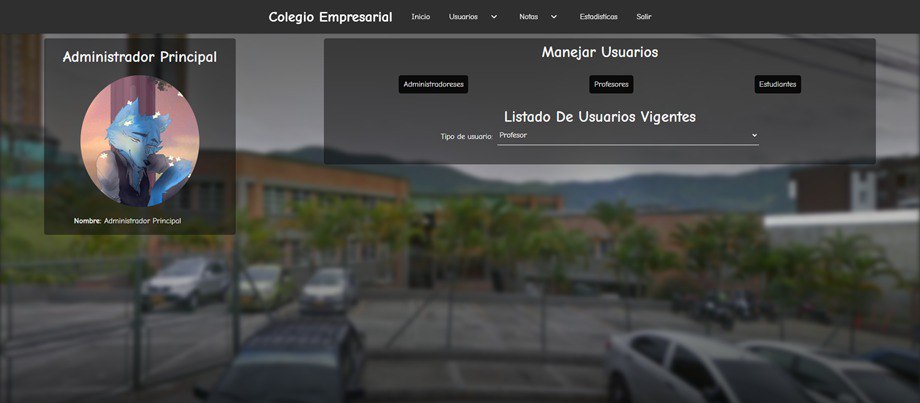 Colegio Empresarial Inicio Usuarios Notas Estadisticas Salir
Administrador Principal
Nombre: Administrador Principal
Manejar Usuarios
Administradoreses Profesores Estudiantes
Listado De Usuarios Vigentes
Tipo de usuario: Profesor